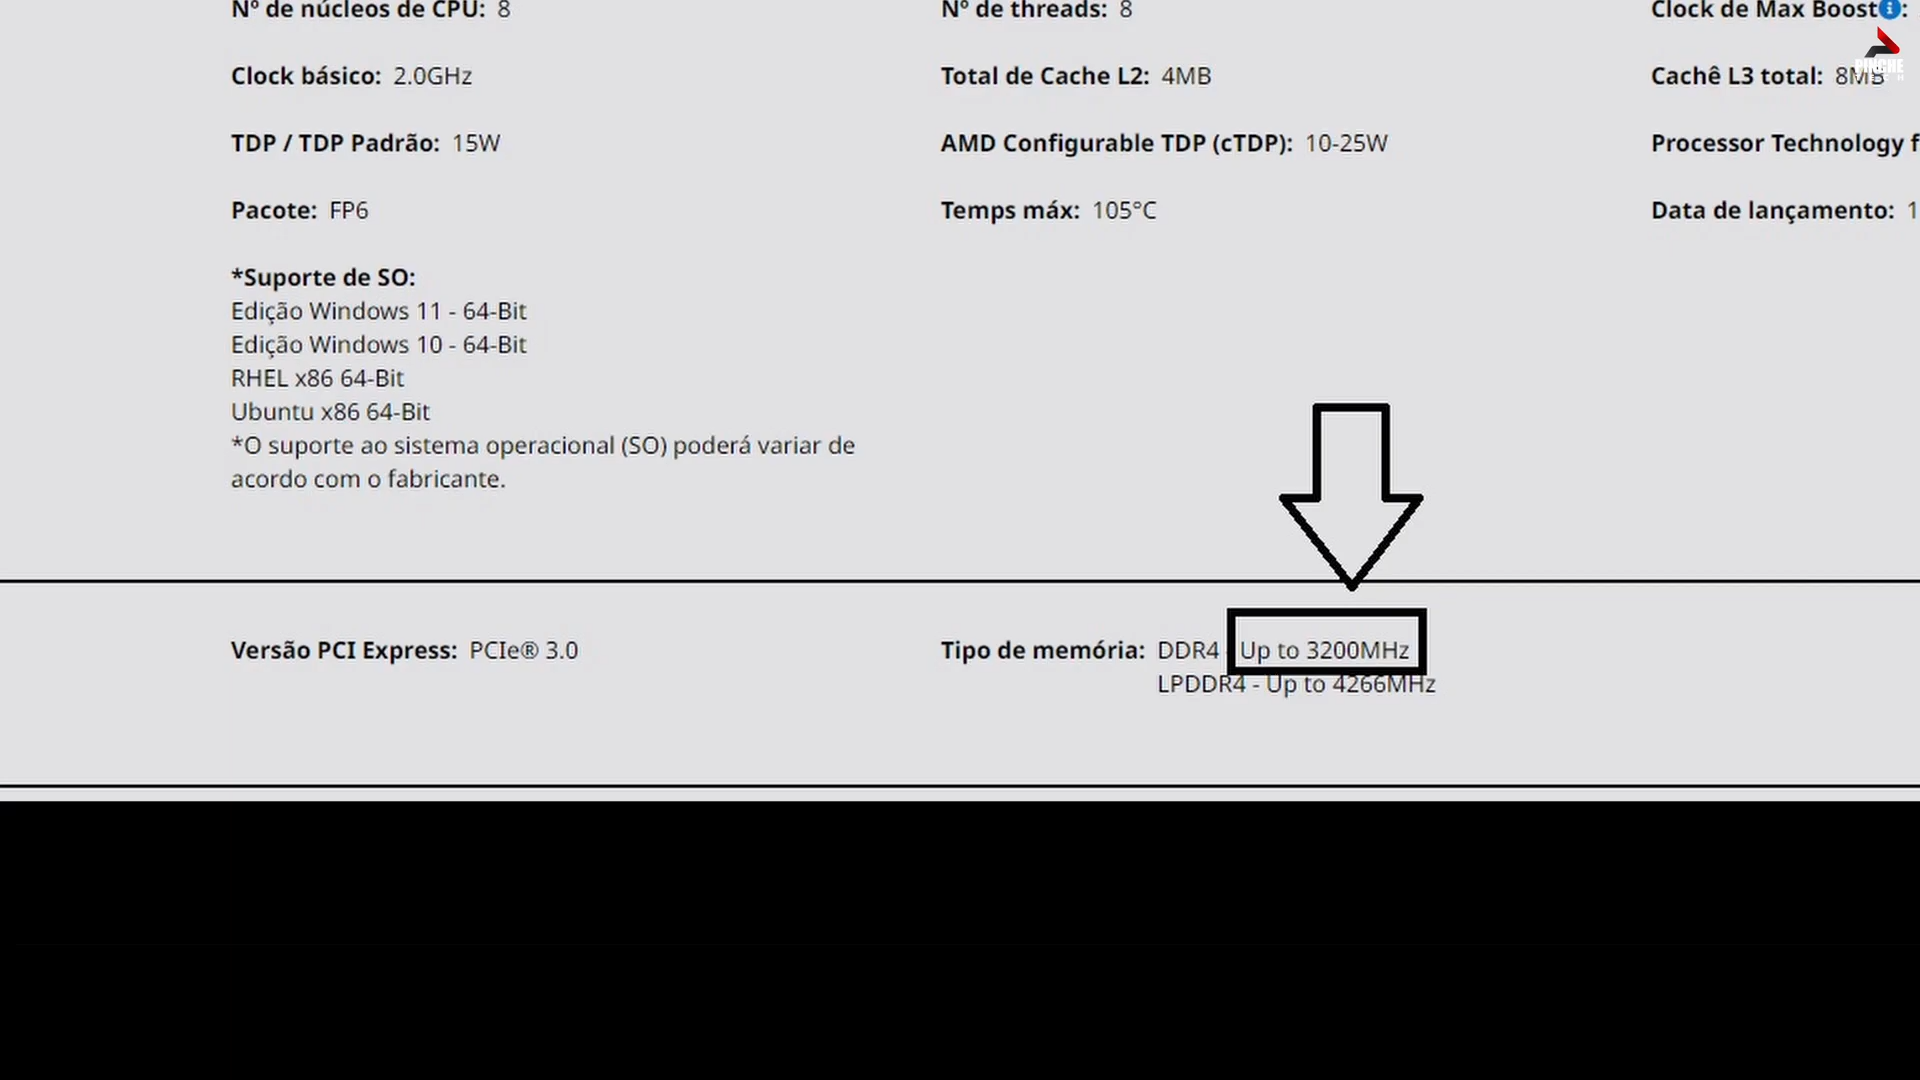 Nº de núcleos de CPU: 8
Nº de threads: 8
Clock de Max Boost i :
Clock básico: 2.0GHz
Total de Cache L2: 4MB
Cachê L3 total: 8MB
PINCHE
TDP / TDP Padrão: 15W
AMD Configurable TDP (cTDP): 10-25W
Processor Technology f
Pacote: FP6
Temps máx: 105°C
Data de lançamento: 1
*Suporte de SO:
Edição Windows 11 - 64-Bit
Edição Windows 10 - 64-Bit
RHEL x86 64-Bit
Ubuntu x86 64-Bit
*O suporte ao sistema operacional (SO) poderá variar de
acordo com o fabricante.
Versão PCI Express: PCIe® 3.0
Tipo de memória: DDR4 - Up to 3200MHz
LPDDR4 - Up to 4266MHz